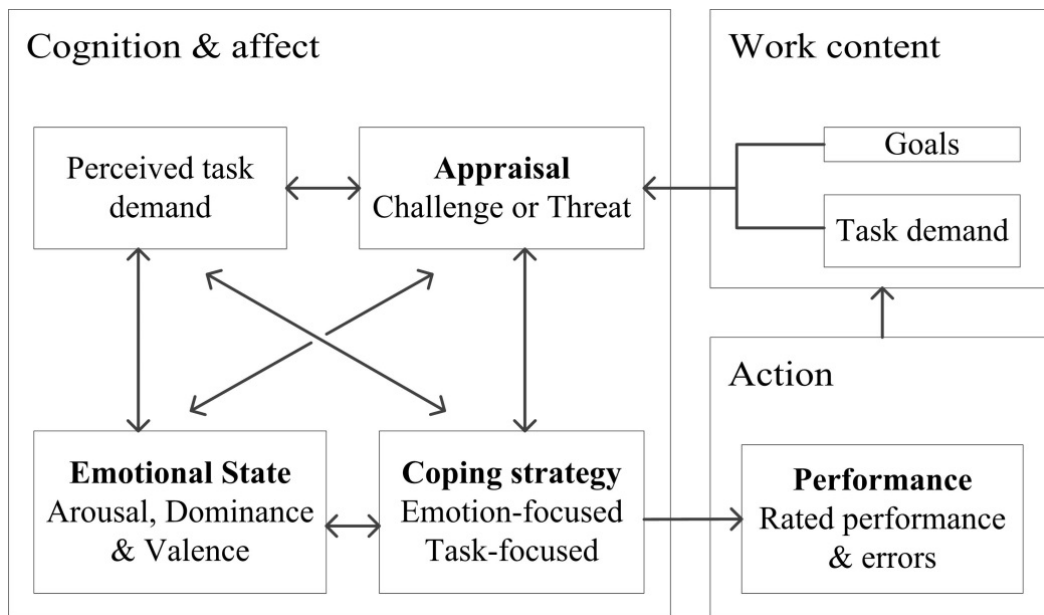 Cognition & affect
Perceived task
demand
Appraisal
Challenge or Threat
Emotional State
Arousal, Dominance
& Valence
Coping strategy
Emotion-focused
Task-focused
Work content
Goals
Task demand
Action
Performance
Rated performance
& errors